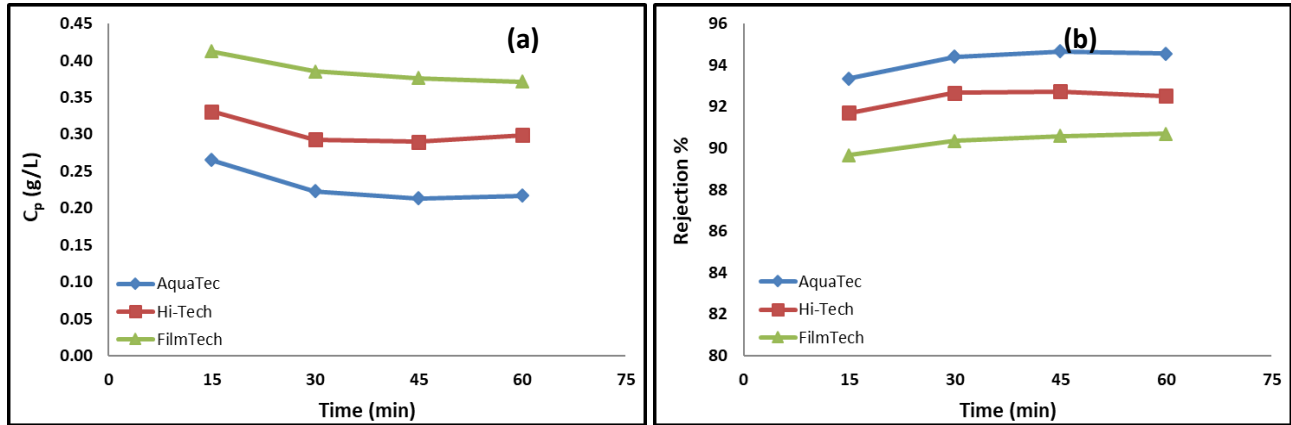 (a)
0.45
0.40
0.35
0.30
0.25
0.20
0.15
0.10
0.05
0.00
Cp (g/L)
AquaTec
Hi-Tech
FilmTech
0 15 30 45 60 75
Time (min)
(b)
96
94
92
90
88
86
84
82
80
Rejection %
AquaTec
Hi-Tech
FilmTech
0 15 30 45 60 75
Time (min)